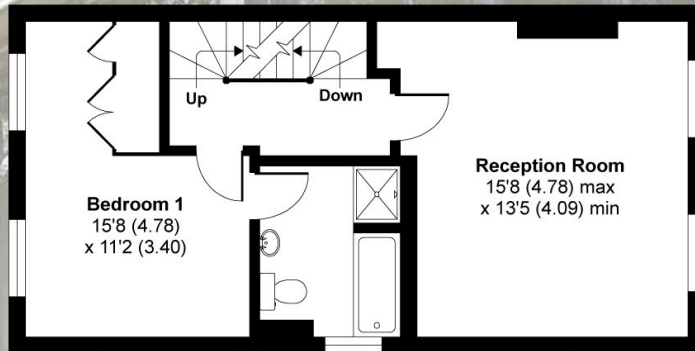 Up
Down
Bedroom 1
15'8 (4.78)
x 11'2 (3.40)
Reception Room
15'8 (4.78) max
x 13'5 (4.09) min